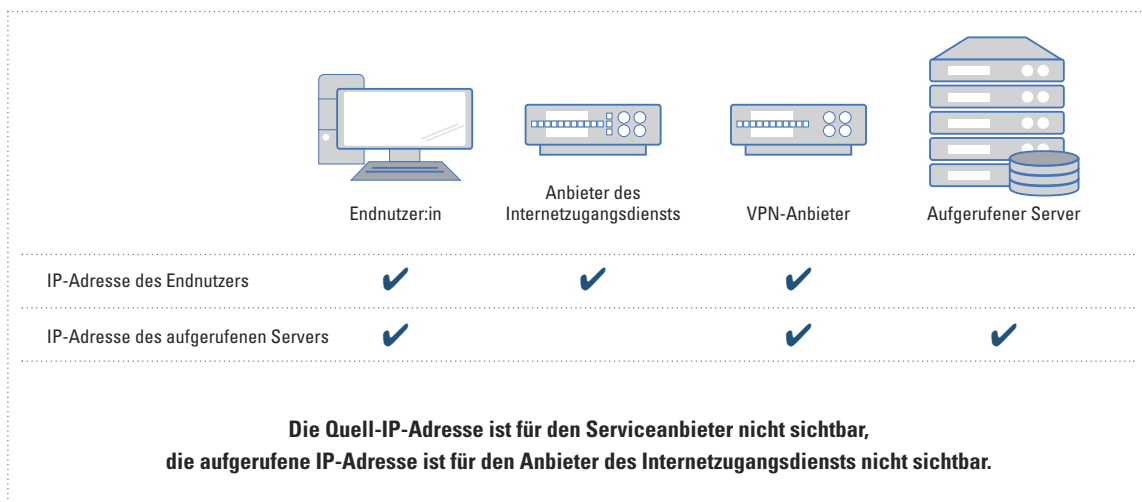 Endnutzer:in
Anbieter des
Internetzugangsdiensts
VPN-Anbieter
Aufgerufener Server
IP-Adresse des Endnutzers
IP-Adresse des aufgerufenen Servers
Die Quell-IP-Adresse ist für den Serviceanbieter nicht sichtbar,
die aufgerufene IP-Adresse ist für den Anbieter des Internetzugangsdiensts nicht sichtbar.